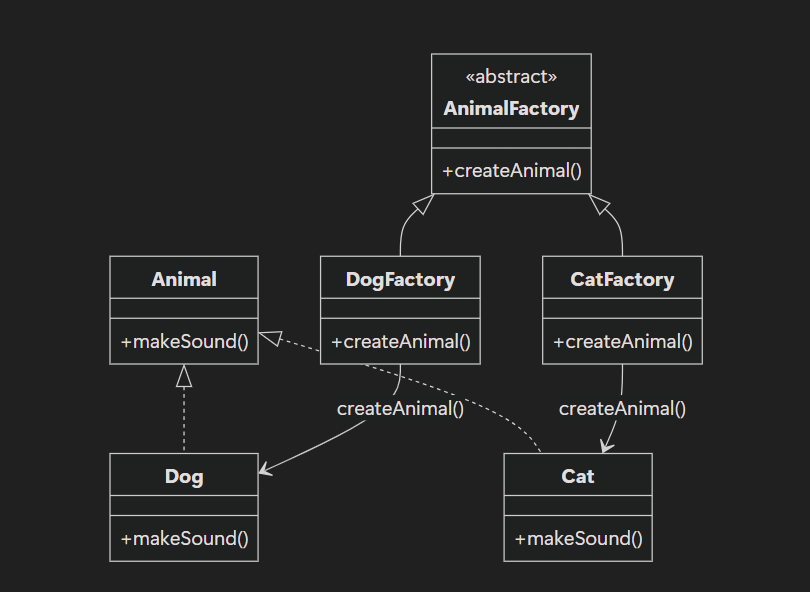 «abstract»
AnimalFactory
+createAnimal()
Animal
+makeSound()
DogFactory
+createAnimal()
CatFactory
+createAnimal()
createAnimal()
createAnimal()
Dog
+makeSound()
Cat
+makeSound()